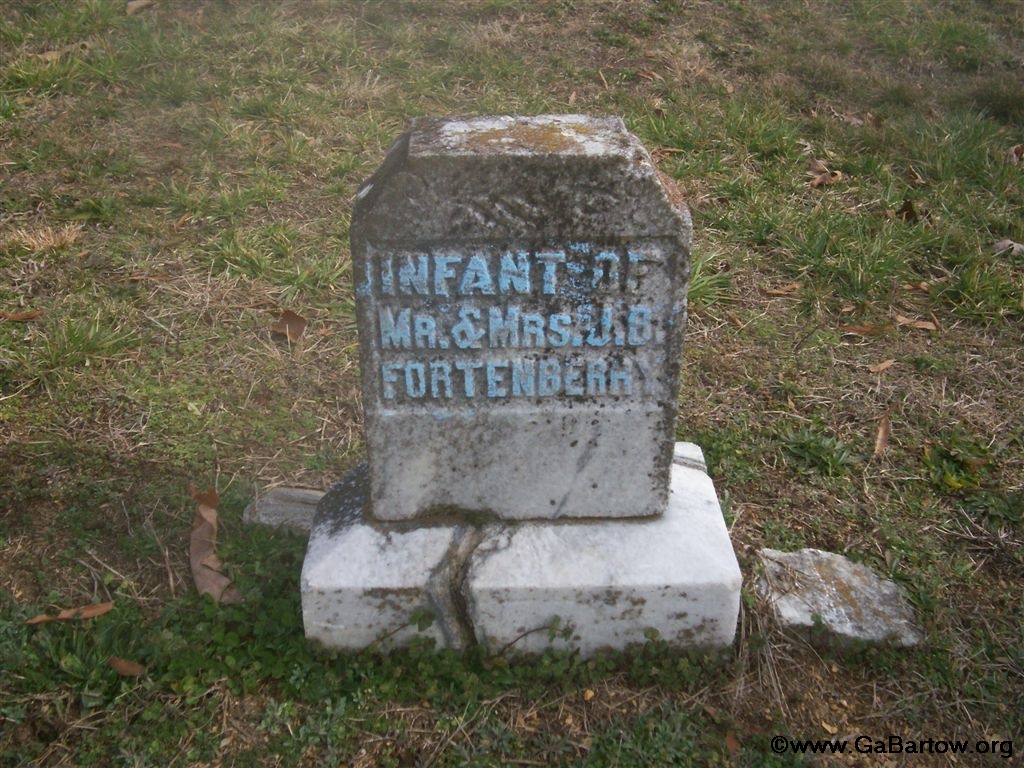 INFANT OF
MR. & MRS. J.B.
FORTENBERRY
©www.GaBartow.org